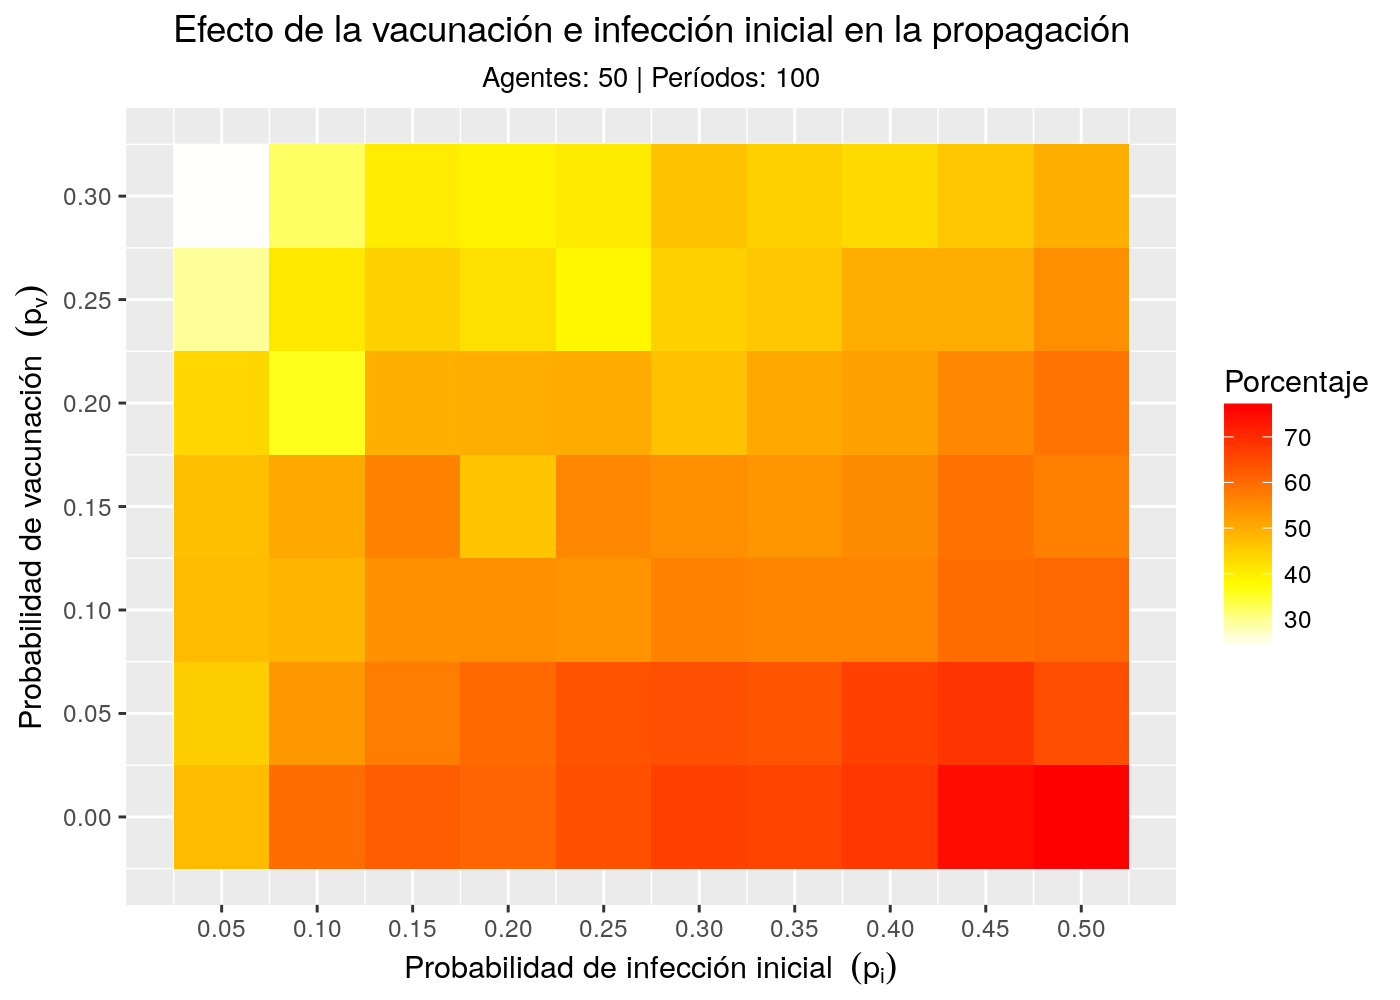 Efecto de la vacunación e infección inicial en la propagación
Agentes: 50 | Períodos: 100
Probabilidad de vacunación (pᵥ)
0.30
0.25
0.20
0.15
0.10
0.05
0.00
0.05 0.10 0.15 0.20 0.25 0.30 0.35 0.40 0.45 0.50
Probabilidad de infección inicial (pᵢ)
Porcentaje
70
60
50
40
30